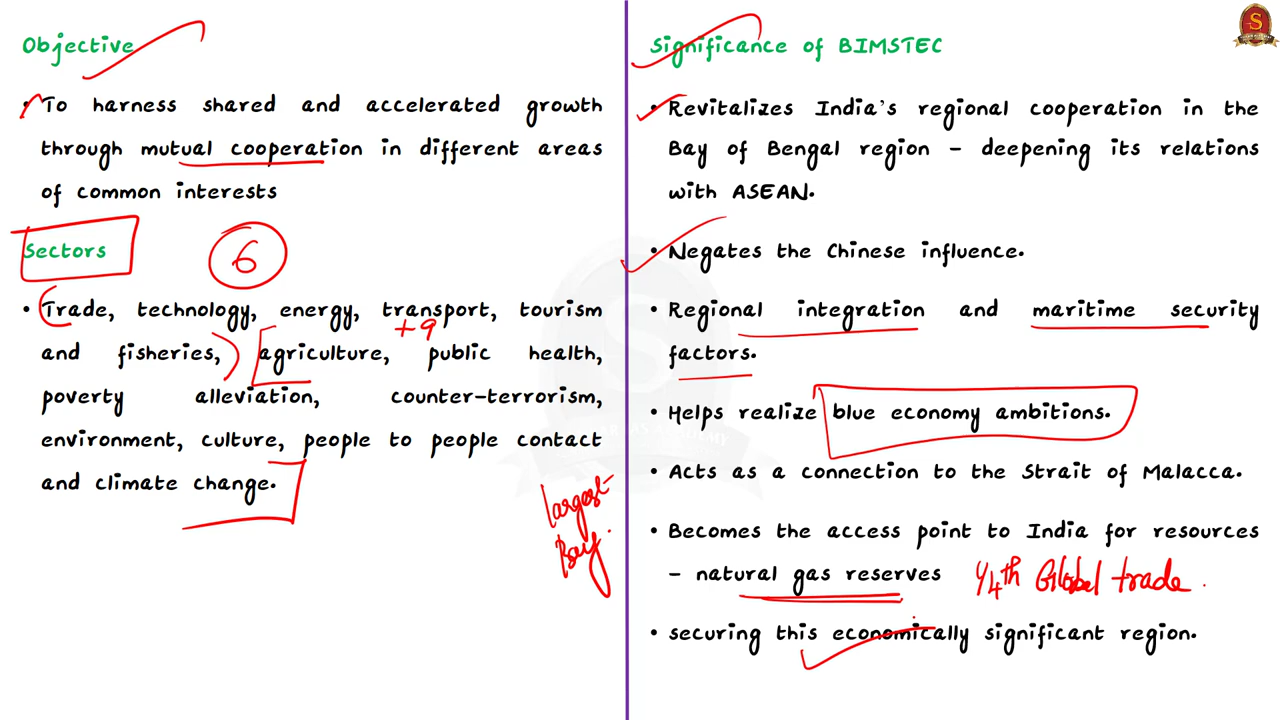 Objective
• To harness shared and accelerated growth
through mutual cooperation in different areas
of common interests
Sectors
6
• Trade, technology, energy, transport, tourism
+9
and fisheries, agriculture, public health,
poverty alleviation, counter-terrorism,
environment, culture, people to people contact
and climate change.
largest
Bay.
Significance of BIMSTEC
• Revitalizes India's regional cooperation in the
Bay of Bengal region – deepening its relations
with ASEAN.
• Negates the Chinese influence.
• Regional integration and maritime security
factors.
• Helps realize blue economy ambitions.
• Acts as a connection to the Strait of Malacca.
• Becomes the access point to India for resources
– natural gas reserves
1/4th Global trade.
• securing this economically significant region.
S